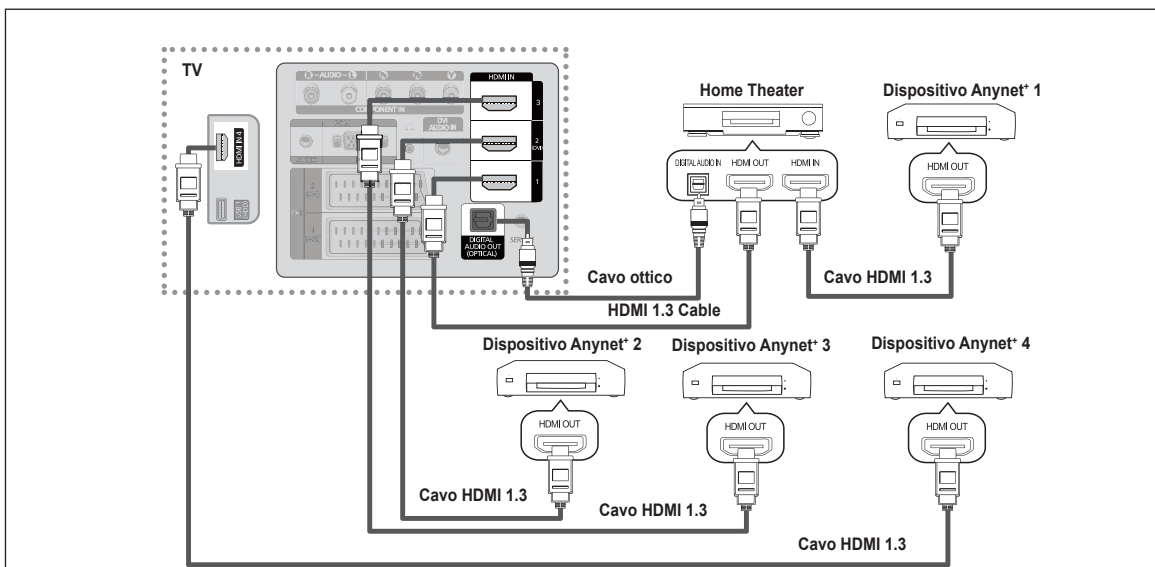 TV
R - AUDIO - L
COMPONENT IN
DVI
AUDIO IN
HDMI IN
3
2
(DVI)
1
HDMI IN 4
DIGITAL
AUDIO OUT
(OPTICAL)
Home Theater
Dispositivo Anynet+ 1
DIGITAL AUDIO IN
HDMI OUT
HDMI IN
HDMI OUT
Cavo ottico
Cavo HDMI 1.3
HDMI 1.3 Cable
Dispositivo Anynet+ 2
Dispositivo Anynet+ 3
Dispositivo Anynet+ 4
HDMI OUT
HDMI OUT
HDMI OUT
Cavo HDMI 1.3
Cavo HDMI 1.3
Cavo HDMI 1.3